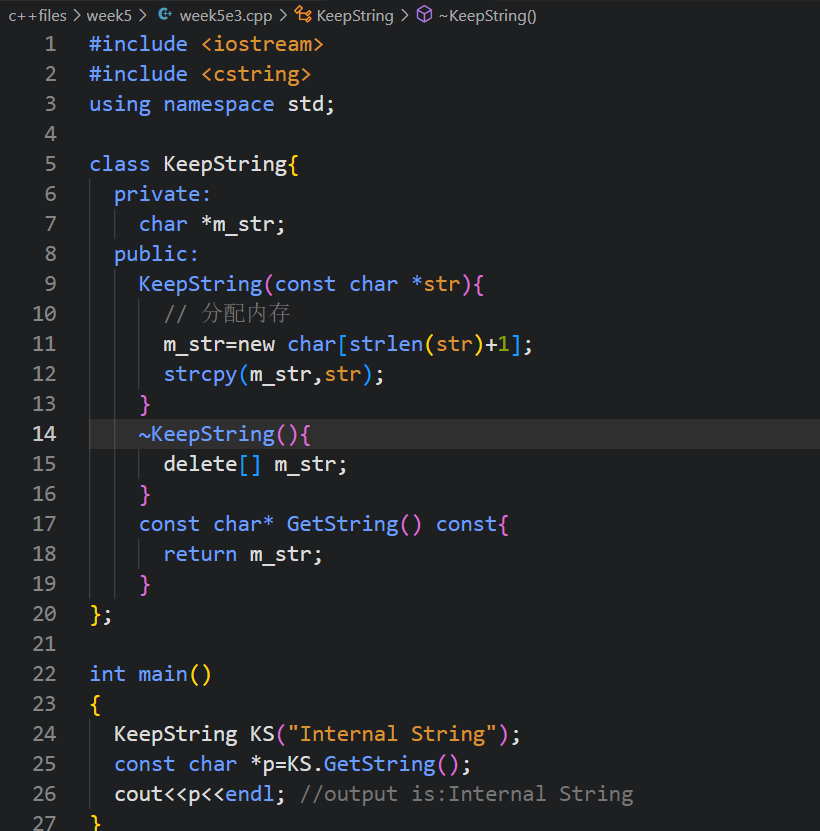 c++files > week5 > week5e3.cpp > KeepString > ~KeepString()
1 #include <iostream>
2 #include <cstring>
3 using namespace std;
4
5 class KeepString{
6 private:
7 char *m_str;
8 public:
9 KeepString(const char *str){
10 // 分配内存
11 m_str=new char[strlen(str)+1];
12 strcpy(m_str,str);
13 }
14 ~KeepString(){
15 delete[] m_str;
16 }
17 const char* GetString() const{
18 return m_str;
19 }
20 };
21
22 int main()
23 {
24 KeepString KS("Internal String");
25 const char *p=KS.GetString();
26 cout<<p<<endl; //output is:Internal String
27 }